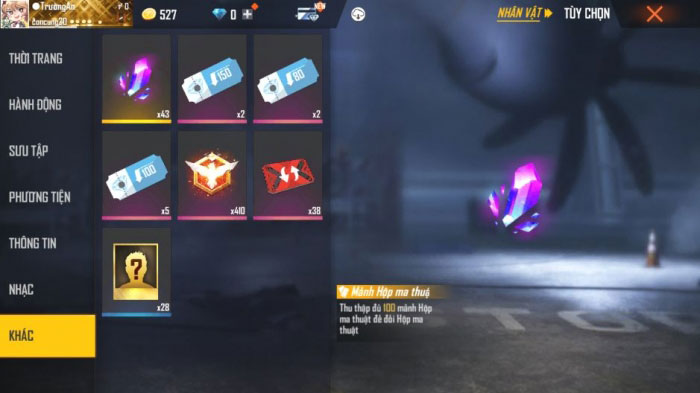 TrườngAn
527
0
NHÂN VẬT
TÙY CHỌN
THỜI TRANG
HÀNH ĐỘNG
SƯU TẬP
PHƯƠNG TIỆN
THÔNG TIN
NHẠC
KHÁC
x43
150
x2
80
x2
100
x5
x410
x38
?
x28
Mảnh Hộp ma thuậ
Thu thập đủ 100 mảnh Hộp
ma thuật để đổi Hộp ma
thuật